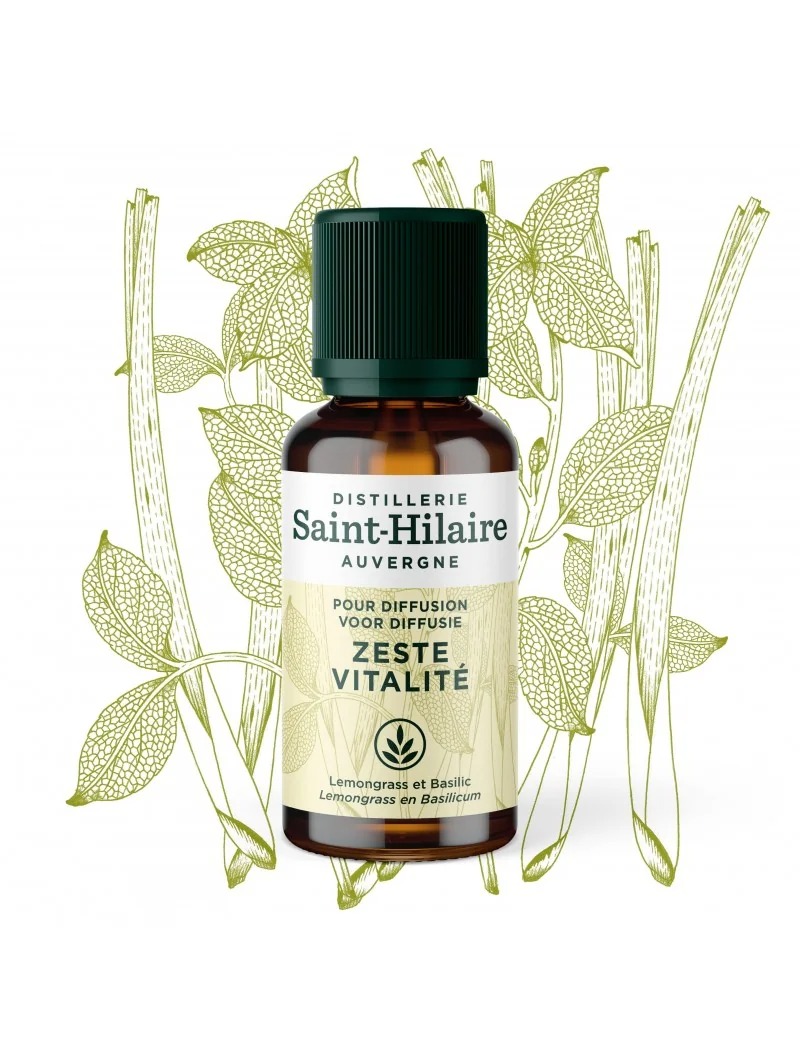 DISTILLERIE
Saint-Hilaire
AUVERGNE
POUR DIFFUSION
VOOR DIFFUSIE
ZESTE
VITALITÉ
Lemongrass et Basilic
Lemongrass en Basilicum